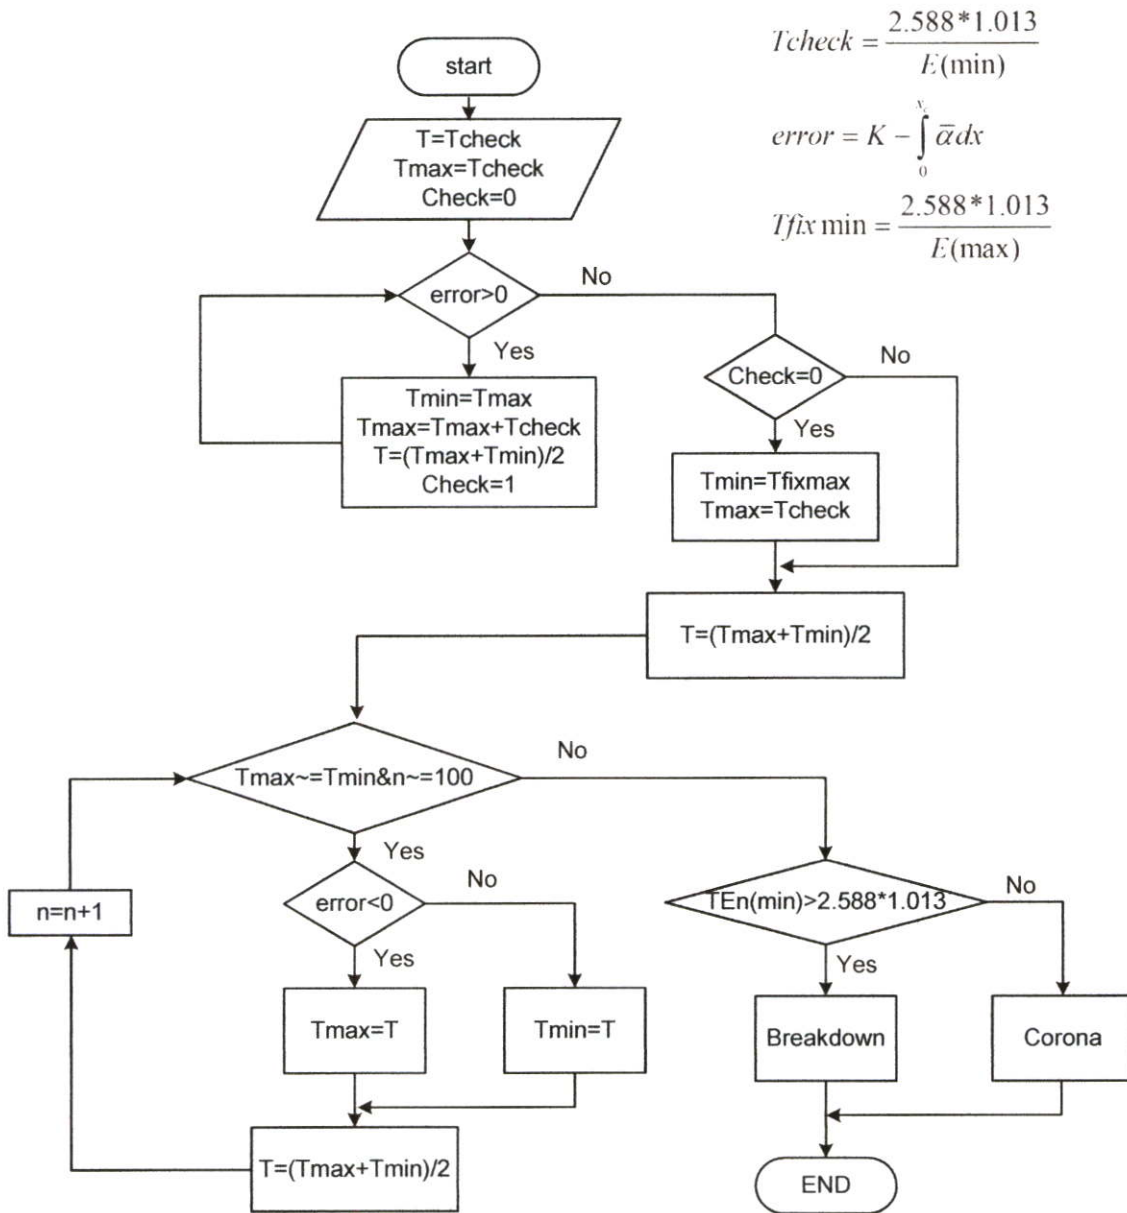 Tcheck = 2.588*1.013 / E(min)
error = K − ∫₀^{x_c} ᾱdx
Tfix min = 2.588*1.013 / E(max)
start
T=Tcheck
Tmax=Tcheck
Check=0
error>0
No
Yes
Tmin=Tmax
Tmax=Tmax+Tcheck
T=(Tmax+Tmin)/2
Check=1
Check=0
No
Yes
Tmin=Tfixmax
Tmax=Tcheck
T=(Tmax+Tmin)/2
Tmax~=Tmin&n~=100
No
Yes
n=n+1
error<0
No
Yes
Tmax=T
Tmin=T
T=(Tmax+Tmin)/2
TEn(min)>2.588*1.013
No
Yes
Breakdown
Corona
END